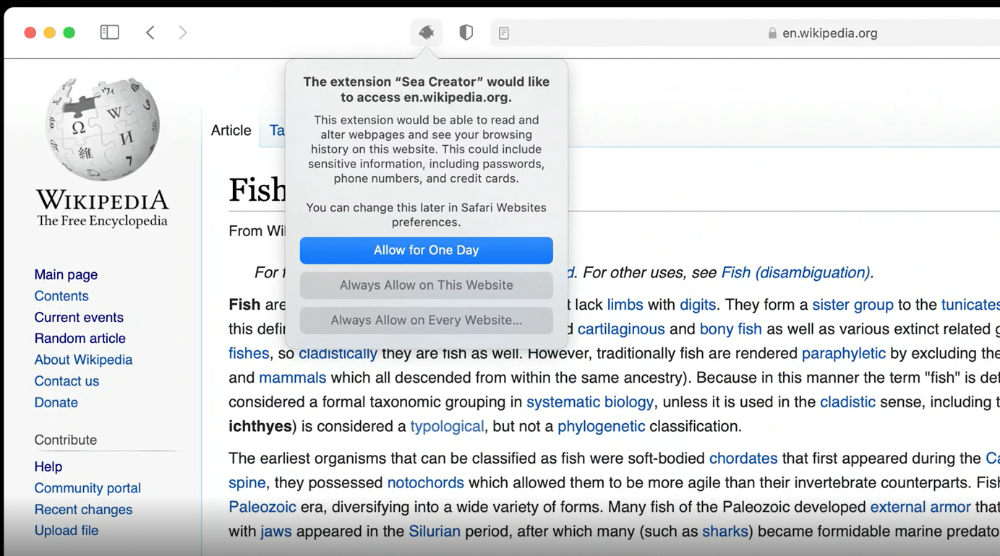 en.wikipedia.org
The extension “Sea Creator” would like
to access en.wikipedia.org.
This extension would be able to read and
alter webpages and see your browsing
history on this website. This could include
sensitive information, including passwords,
phone numbers, and credit cards.
You can change this later in Safari Websites
preferences.
Allow for One Day
Always Allow on This Website
Always Allow on Every Website...
Ω
W
И
維
7
WIKIPEDIA
The Free Encyclopedia
Main page
Contents
Current events
Random article
About Wikipedia
Contact us
Donate
Contribute
Help
Community portal
Recent changes
Upload file
Article Ta
Fish
From Wi
For f d. For other uses, see Fish (disambiguation).
Fish are t lack limbs with digits. They form a sister group to the tunicates
this defin d cartilaginous and bony fish as well as various extinct related g
fishes, so cladistically they are fish as well. However, traditionally fish are rendered paraphyletic by excluding the
and mammals which all descended from within the same ancestry). Because in this manner the term "fish" is def
considered a formal taxonomic grouping in systematic biology, unless it is used in the cladistic sense, including t
ichthyes) is considered a typological, but not a phylogenetic classification.
The earliest organisms that can be classified as fish were soft-bodied chordates that first appeared during the Ca
spine, they possessed notochords which allowed them to be more agile than their invertebrate counterparts. Fish
Paleozoic era, diversifying into a wide variety of forms. Many fish of the Paleozoic developed external armor that
with jaws appeared in the Silurian period, after which many (such as sharks) became formidable marine predato